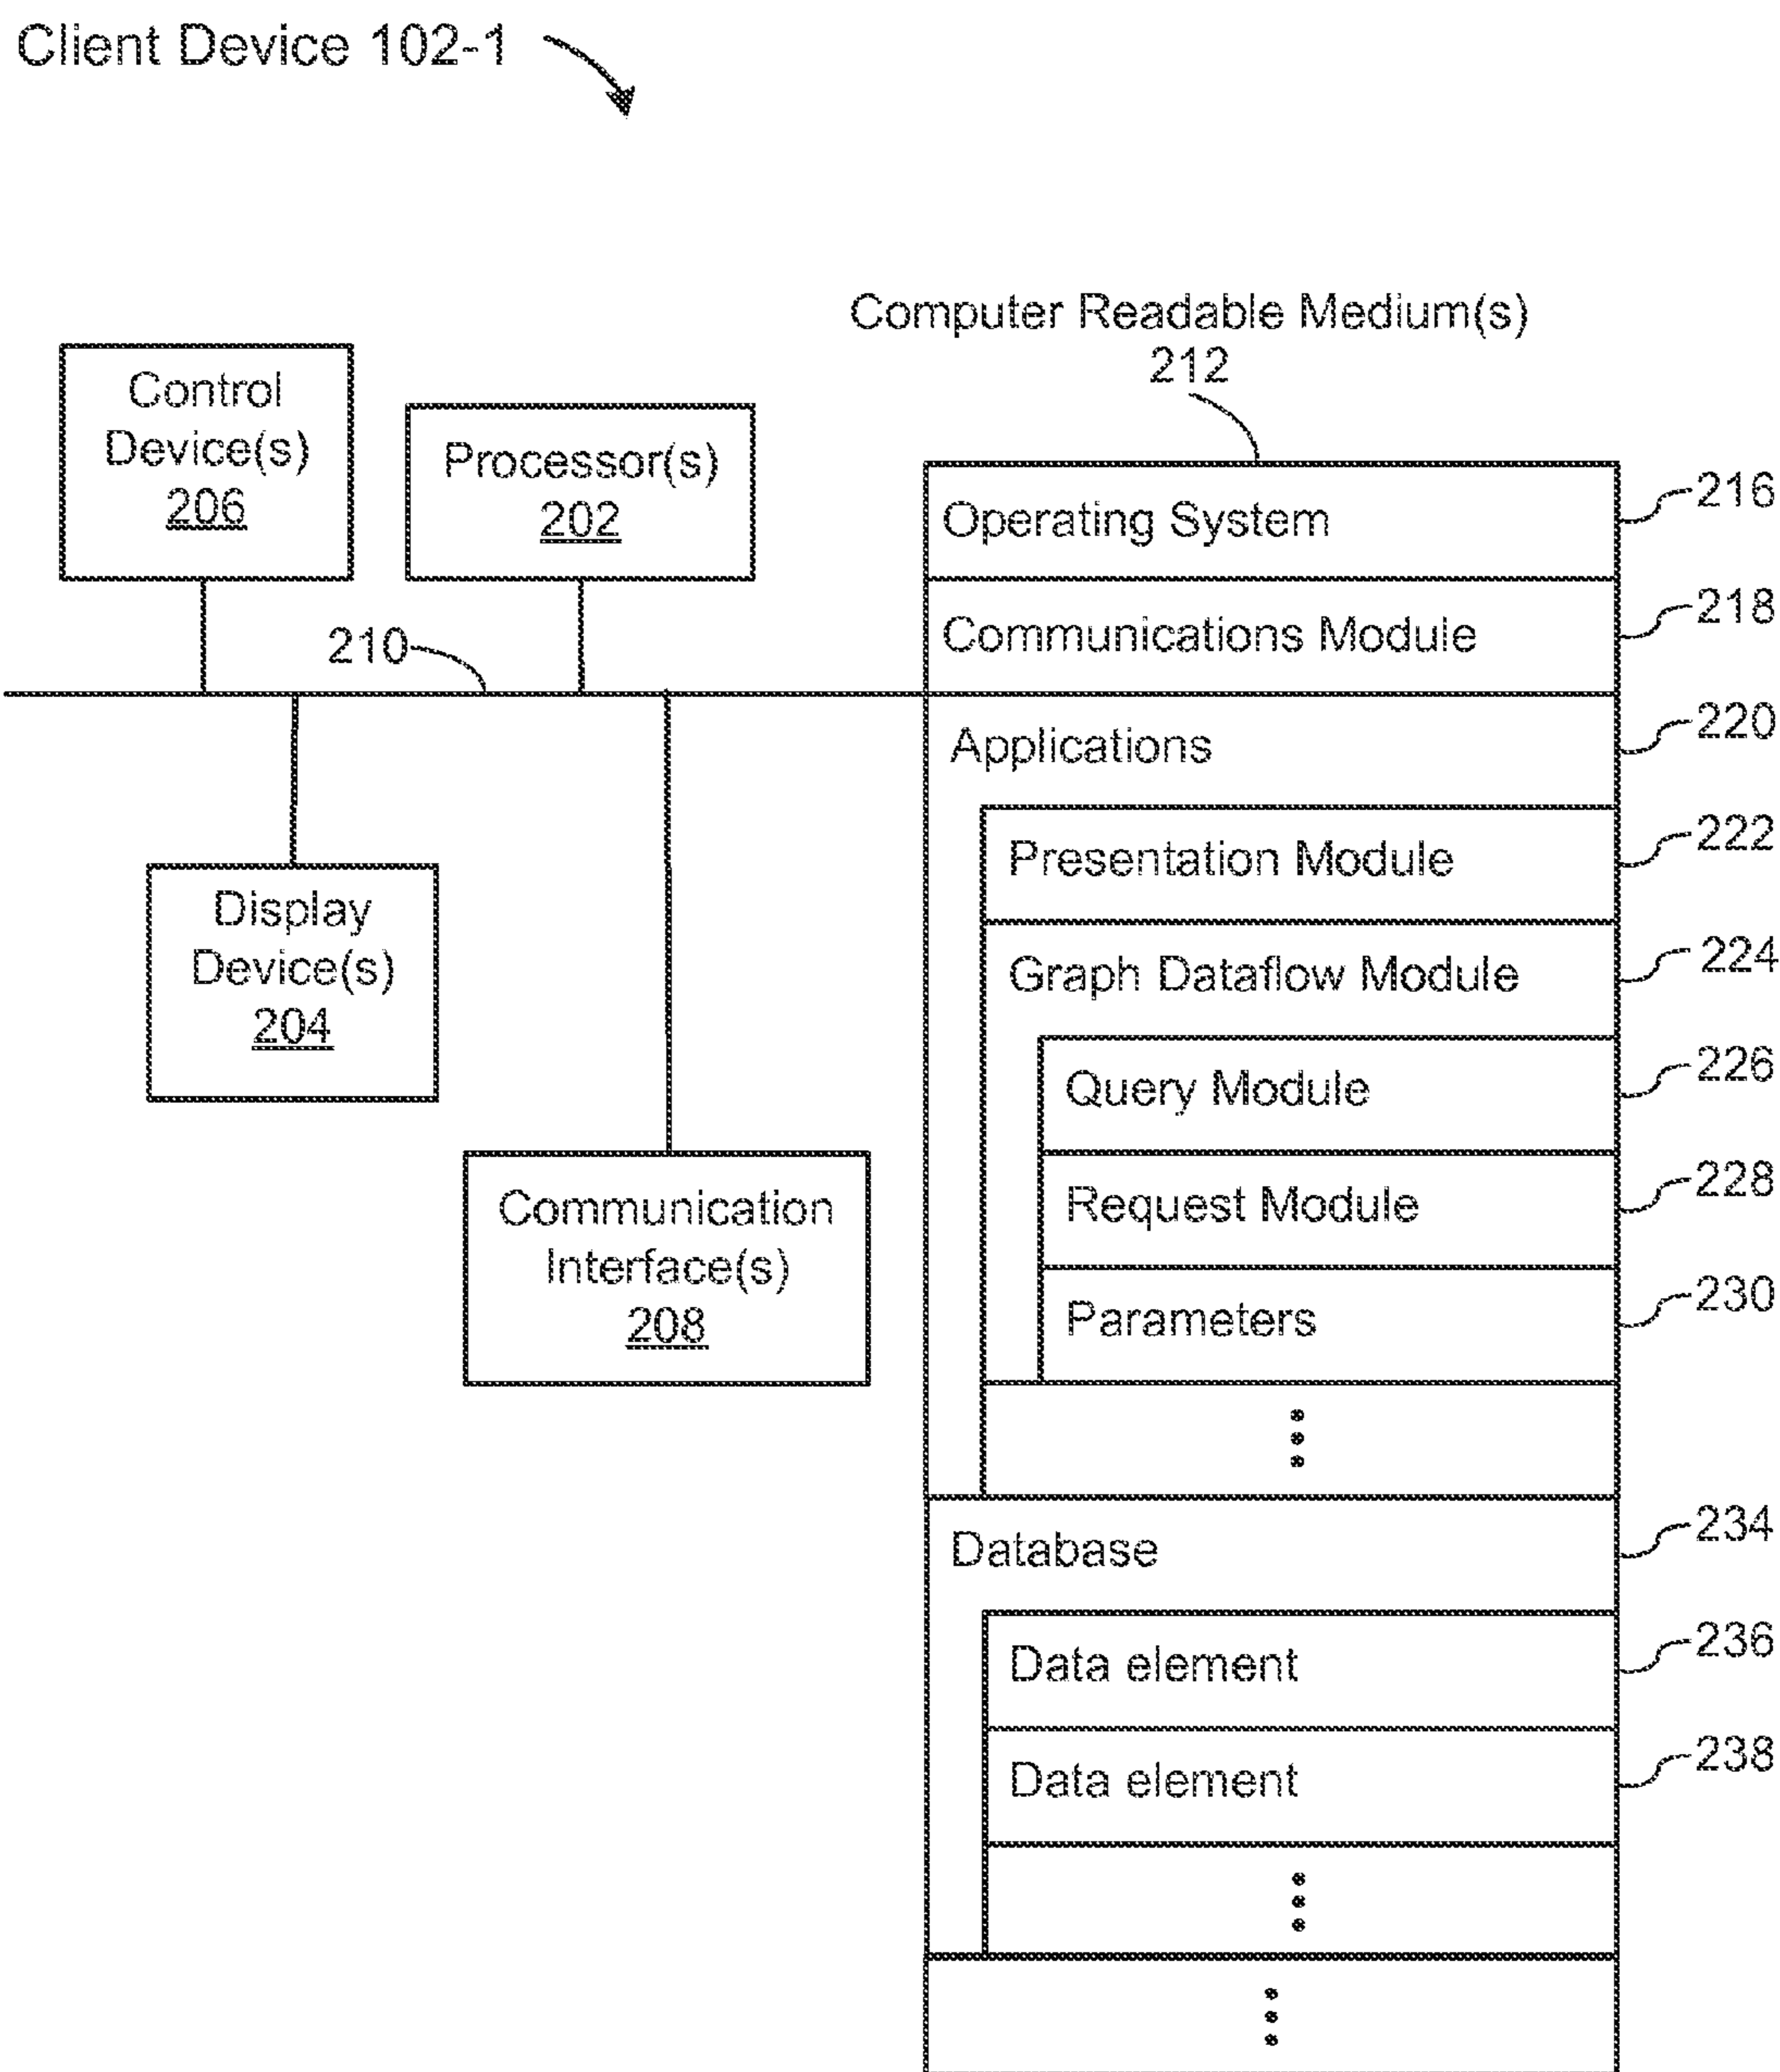 Client Device 102-1
Computer Readable Medium(s)
212
Control
Device(s)
206
Processor(s)
202
210
Display
Device(s)
204
Communication
Interface(s)
208
Operating System
216
Communications Module
218
Applications
220
Presentation Module
222
Graph Dataflow Module
224
Query Module
226
Request Module
228
Parameters
230
Database
234
Data element
236
Data element
238